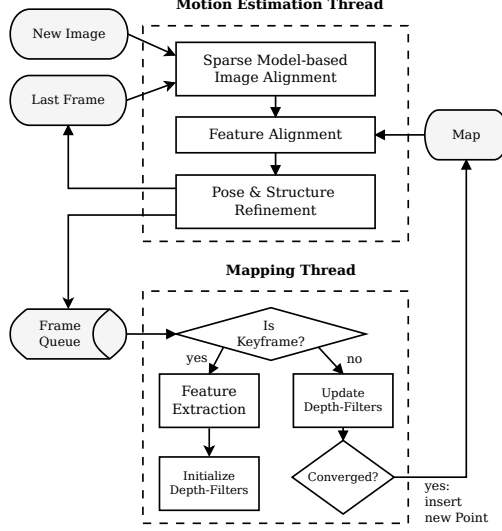 Motion Estimation Thread
New Image
Sparse Model-based
Image Alignment
Last Frame
Feature Alignment
Map
Pose & Structure
Refinement
Mapping Thread
Frame
Queue
Is
Keyframe?
yes
no
Feature
Extraction
Update
Depth-Filters
Initialize
Depth-Filters
Converged?
yes:
insert
new Point